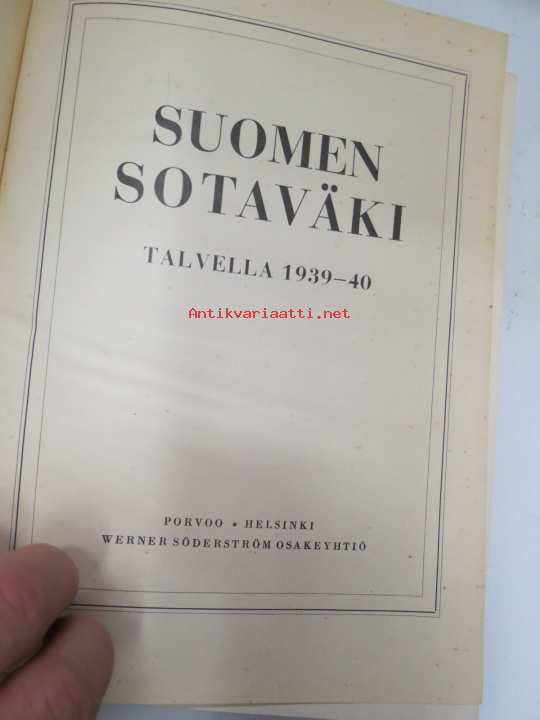 SUOMEN
SOTAVÄKI
TALVELLA 1939–40
Antikvariaatti.net
PORVOO • HELSINKI
WERNER SÖDERSTRÖM OSAKEYHTIÖ